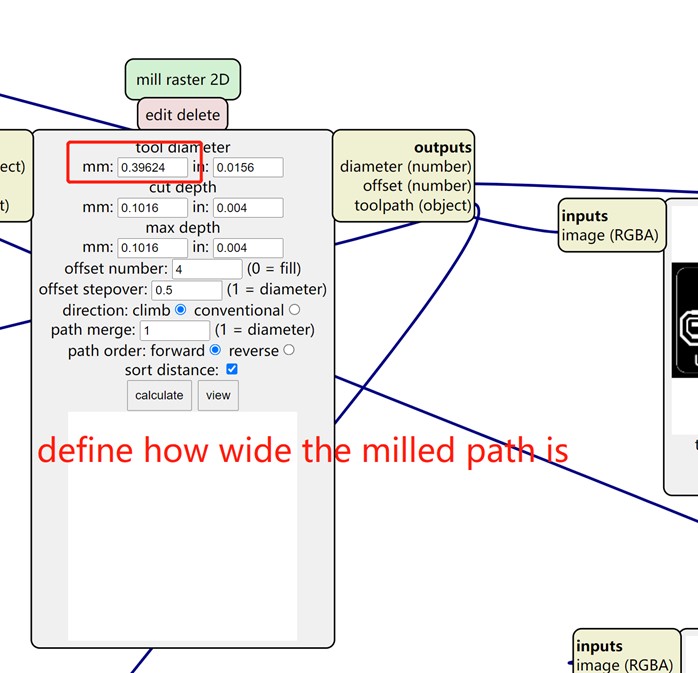 mill raster 2D
edit delete
tool diameter
mm: 0.39624 in: 0.0156
cut depth
mm: 0.1016 in: 0.004
max depth
mm: 0.1016 in: 0.004
offset number: 4 (0 = fill)
offset stepover: 0.5 (1 = diameter)
direction: climb conventional
path merge: 1 (1 = diameter)
path order: forward reverse
sort distance:
calculate view
define how wide the milled path is
ect)
t)
outputs
diameter (number)
offset (number)
toolpath (object)
inputs
image (RGBA)
inputs
image (RGBA)